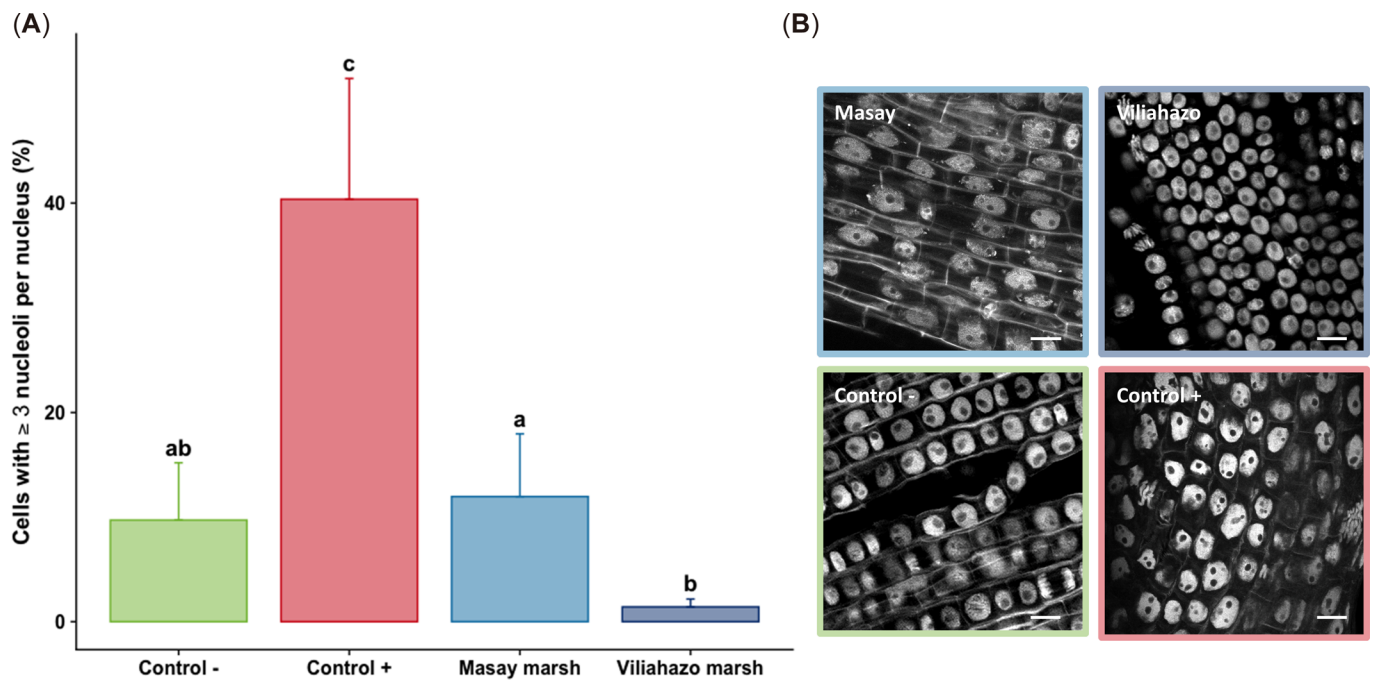 (A)
Cells with ≥ 3 nucleoli per nucleus (%)
40
20
0
ab
c
a
b
Control -
Control +
Masay marsh
Viliahazo marsh
(B)
Masay
Viliahazo
Control -
Control +